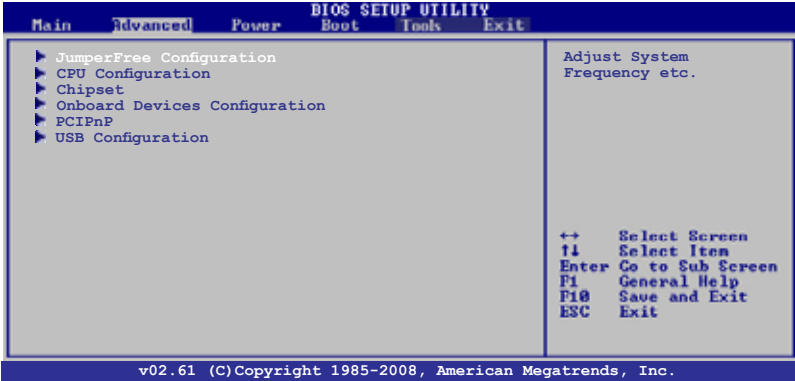 BIOS SETUP UTILITY
Main Advanced Power Boot Tools Exit
JumperFree Configuration
CPU Configuration
Chipset
Onboard Devices Configuration
PCIPnP
USB Configuration
Adjust System
Frequency etc.
←→ Select Screen
↑↓ Select Item
Enter Go to Sub Screen
F1 General Help
F10 Save and Exit
ESC Exit
v02.61 (C)Copyright 1985-2008, American Megatrends, Inc.